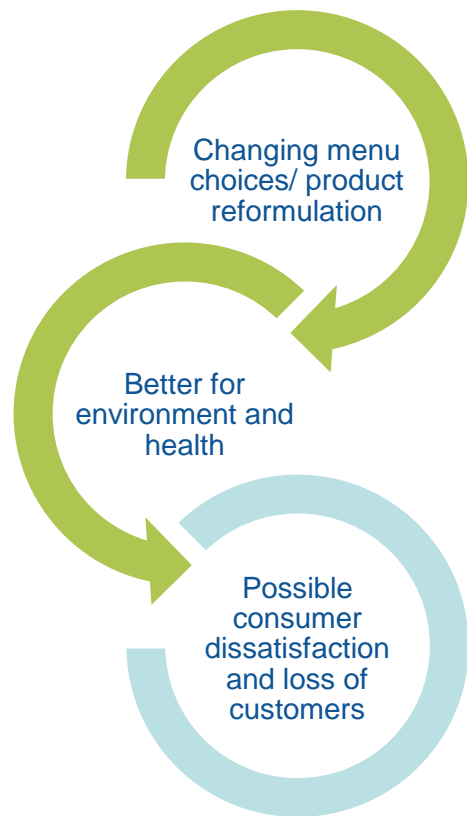 Changing menu
choices/ product
reformulation
Better for
environment and
health
Possible
consumer
dissatisfaction
and loss of
customers